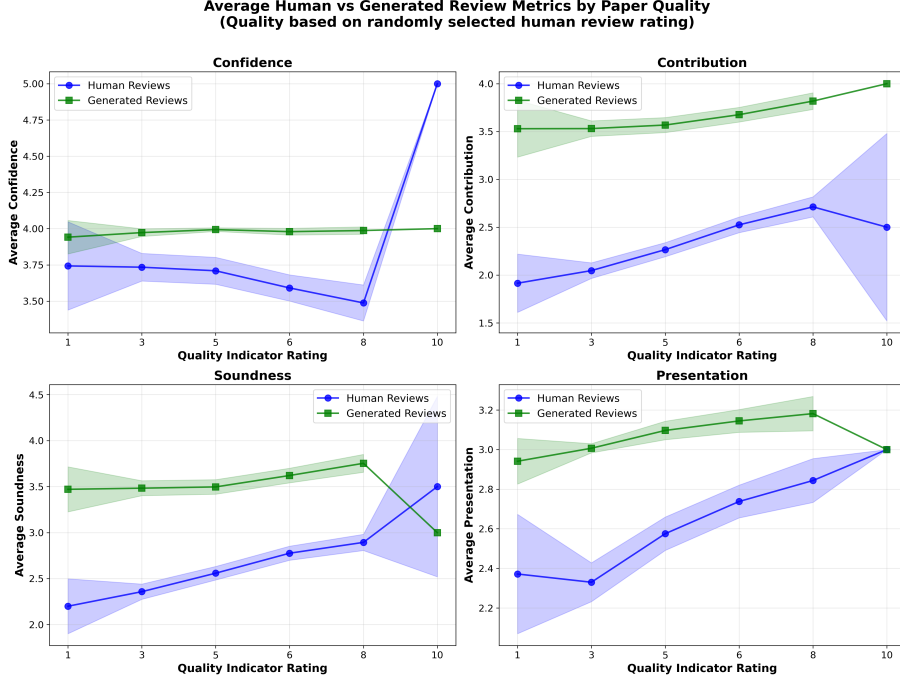 Average Human vs Generated Review Metrics by Paper Quality
(Quality based on randomly selected human review rating)
Confidence
Human Reviews
Generated Reviews
5.00
4.75
4.50
4.25
4.00
3.75
3.50
Average Confidence
1 3 5 6 8 10
Quality Indicator Rating
Contribution
Human Reviews
Generated Reviews
4.0
3.5
3.0
2.5
2.0
1.5
Average Contribution
1 3 5 6 8 10
Quality Indicator Rating
Soundness
Human Reviews
Generated Reviews
4.5
4.0
3.5
3.0
2.5
2.0
Average Soundness
1 3 5 6 8 10
Quality Indicator Rating
Presentation
Human Reviews
Generated Reviews
3.2
3.0
2.8
2.6
2.4
2.2
Average Presentation
1 3 5 6 8 10
Quality Indicator Rating